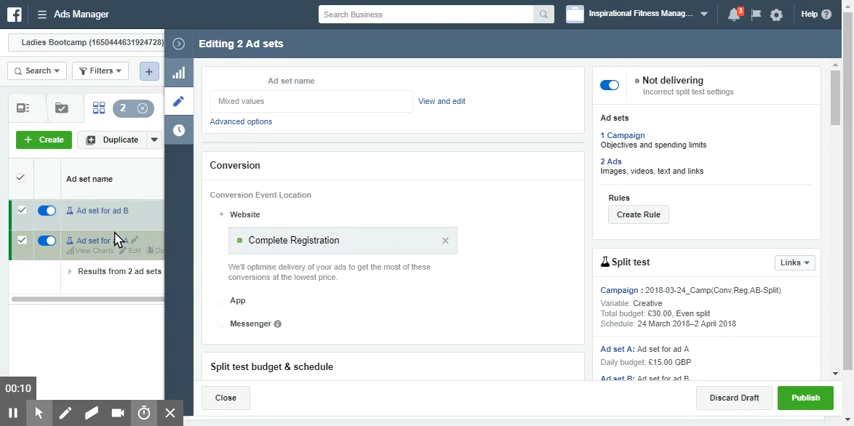 Ads Manager
Search Business
Inspirational Fitness Manag...
3
Help
Ladies Bootcamp (1650444631924728)
Editing 2 Ad sets
Search
Filters
+
2
Create
Duplicate
Ad set name
Ad set for ad B
Ad set for
View Charts Edit
Results from 2 ad sets
Ad set name
Mixed values
View and edit
Advanced options
Conversion
Conversion Event Location
Website
Complete Registration
We'll optimise delivery of your ads to get the most of these
conversions at the lowest price.
App
Messenger
Split test budget & schedule
Close
Discard Draft
Publish
Not delivering
Incorrect split test settings
Ad sets
1 Campaign
Objectives and spending limits
2 Ads
Images, videos, text and links
Rules
Create Rule
Split test
Links
Campaign : 2018-03-24_Camp(Conv.Reg,AB-Split)
Variable: Creative
Total budget: £30.00, Even split
Schedule: 24 March 2018–2 April 2018
Ad set A: Ad set for ad A
Daily budget: £15.00 GBP
Ad set B: Ad set for ad B
00:10